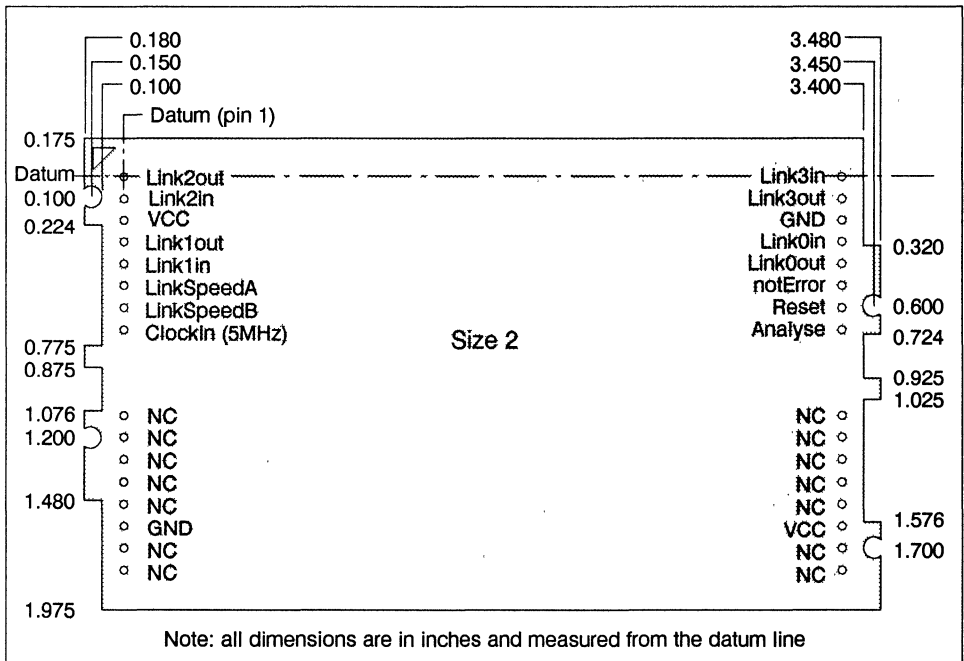 0.180 3.480
0.150 3.450
0.100 3.400
Datum (pin 1)
0.175
Datum Link2out Link3in
0.100 Link2in Link3out
0.224 VCC GND
Link1out Link0in 0.320
Link1in Link0out
LinkSpeedA notError
LinkSpeedB Reset 0.600
ClockIn (5MHz) Analyse 0.724
Size 2
0.775
0.875
0.925
1.025
1.076 NC NC
1.200 NC NC
NC NC
NC NC
1.480 NC NC
GND VCC 1.576
NC NC 1.700
NC NC
1.975
Note: all dimensions are in inches and measured from the datum line